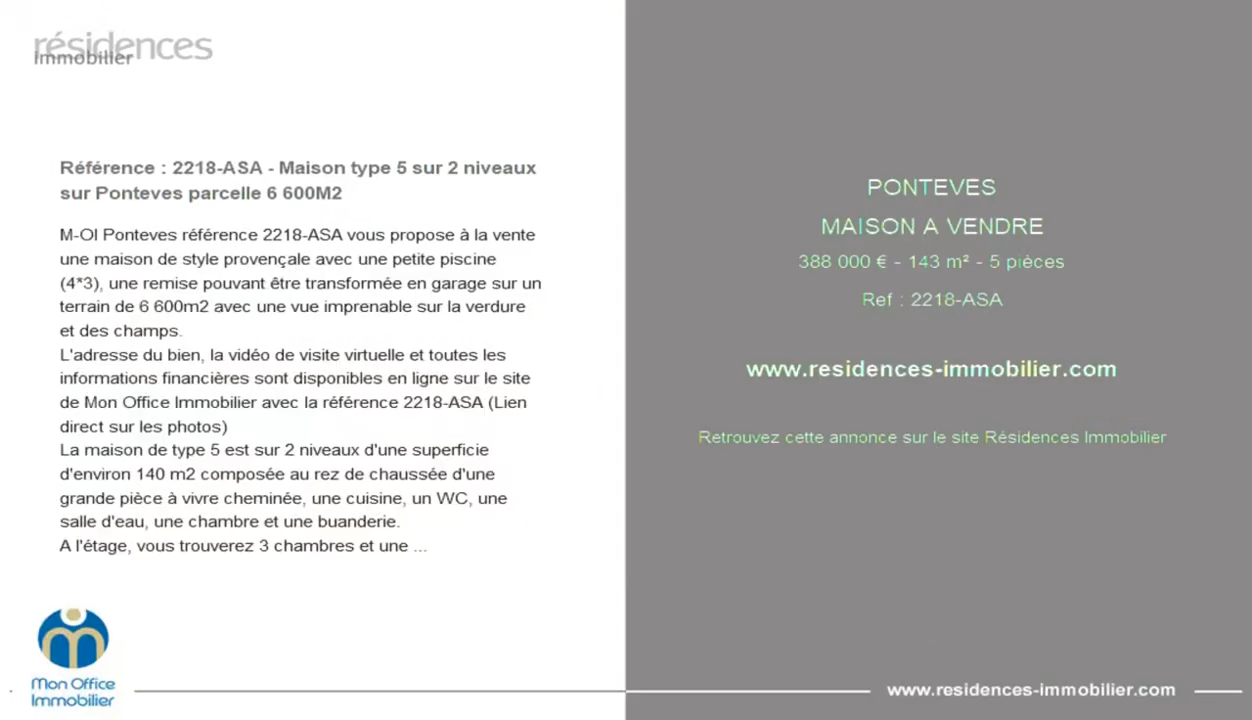 résidences
Immobilier
Référence : 2218-ASA - Maison type 5 sur 2 niveaux
sur Ponteves parcelle 6 600M2
M-OI Ponteves référence 2218-ASA vous propose à la vente
une maison de style provençale avec une petite piscine
(4*3), une remise pouvant être transformée en garage sur un
terrain de 6 600m2 avec une vue imprenable sur la verdure
et des champs.
L'adresse du bien, la vidéo de visite virtuelle et toutes les
informations financières sont disponibles en ligne sur le site
de Mon Office Immobilier avec la référence 2218-ASA (Lien
direct sur les photos)
La maison de type 5 est sur 2 niveaux d'une superficie
d'environ 140 m2 composée au rez de chaussée d'une
grande pièce à vivre cheminée, une cuisine, un WC, une
salle d'eau, une chambre et une buanderie.
A l'étage, vous trouverez 3 chambres et une ...
Mon Office
Immobilier
PONTEVES
MAISON A VENDRE
388 000 € - 143 m² - 5 pièces
Ref : 2218-ASA
www.residences-immobilier.com
Retrouvez cette annonce sur le site Résidences Immobilier
www.residences-immobilier.com